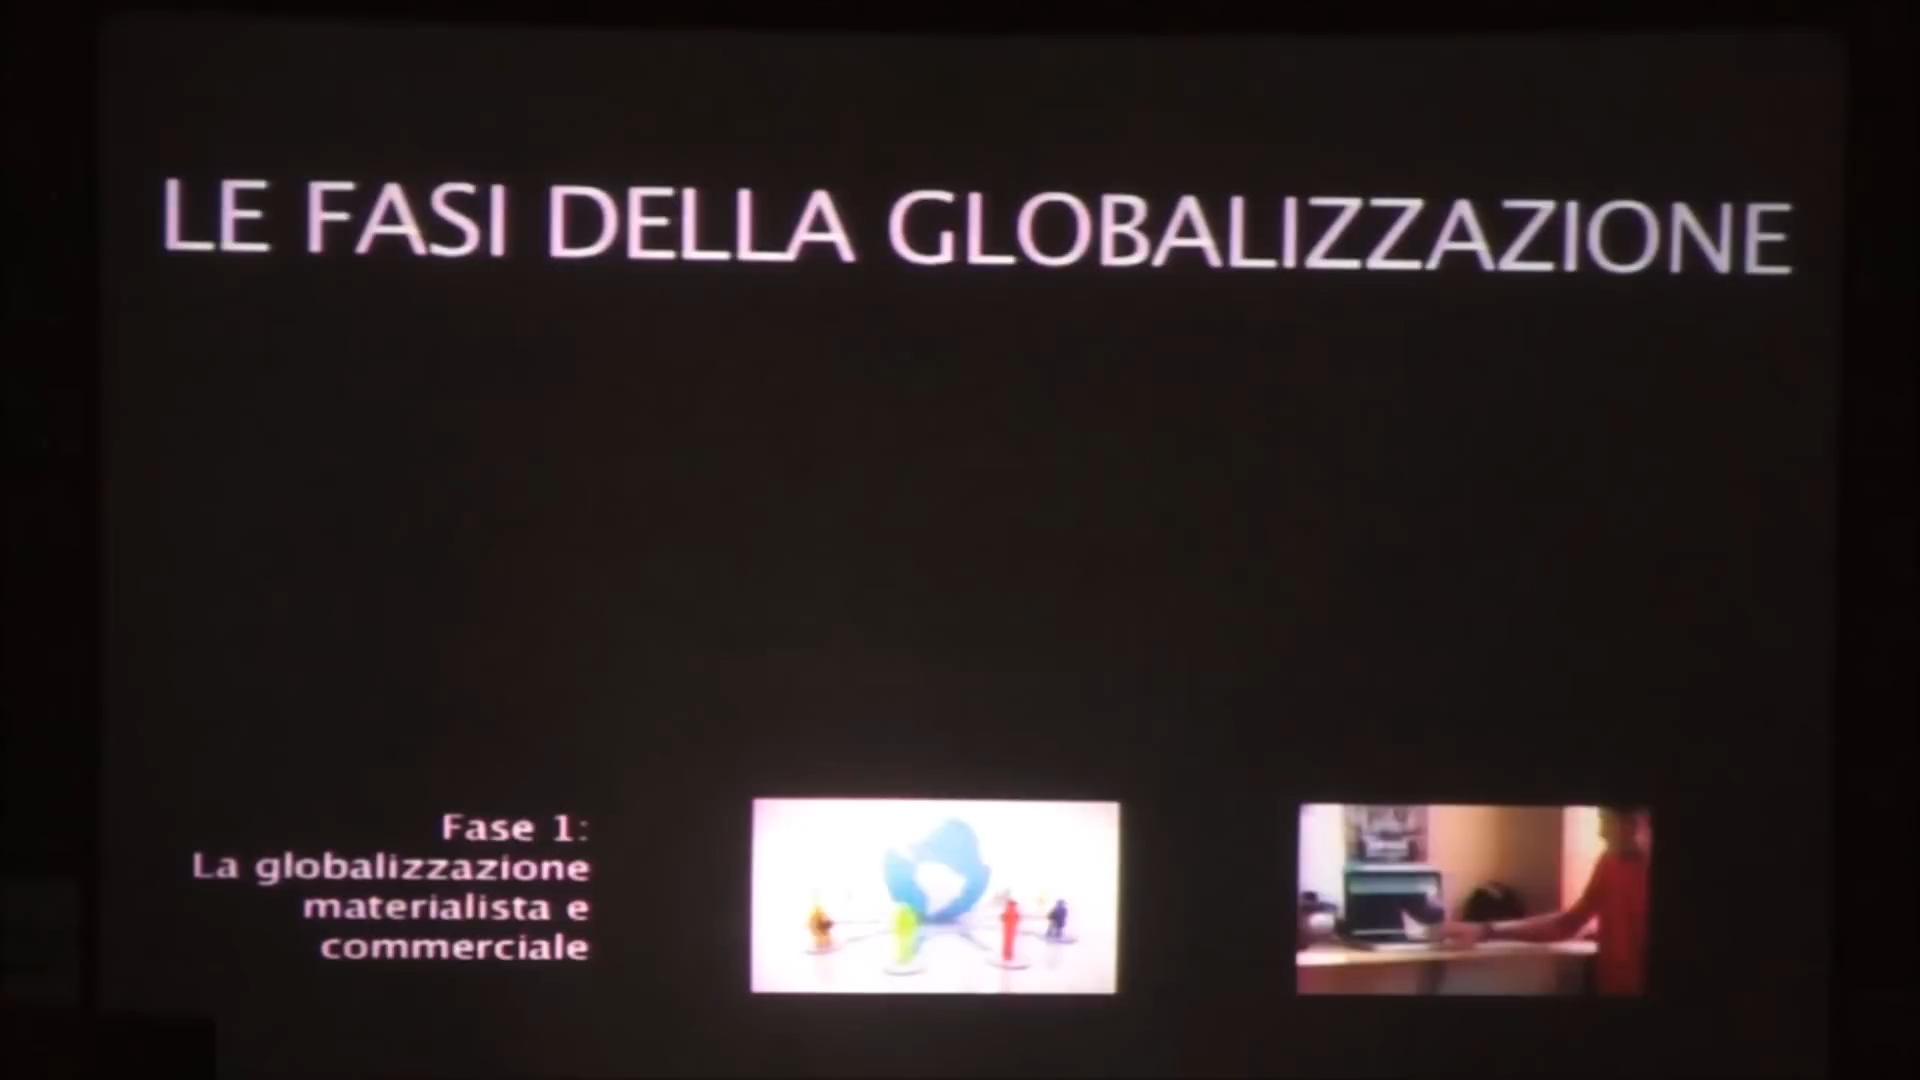 LE FASI DELLA GLOBALIZZAZIONE
Fase 1:
La globalizzazione
materialista e
commerciale